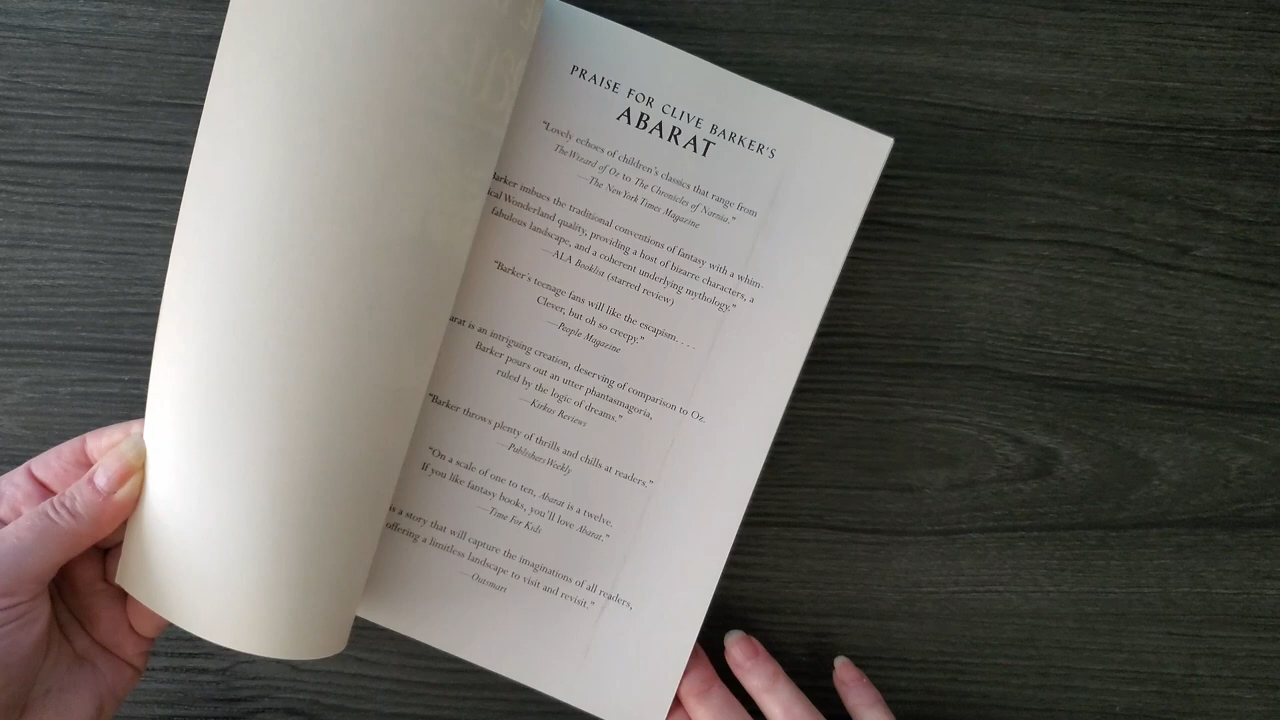 PRAISE FOR CLIVE BARKER'S
ABARAT
"Lovely echoes of children's classics that range from
The Wizard of Oz to The Chronicles of Narnia."
—The New York Times Magazine
Barker imbues the traditional conventions of fantasy with a whim-
ical Wonderland quality, providing a host of bizarre characters, a
fabulous landscape, and a coherent underlying mythology."
—ALA Booklist (starred review)
"Barker's teenage fans will like the escapism. . . .
Clever, but oh so creepy."
—People Magazine
arat is an intriguing creation, deserving of comparison to Oz.
Barker pours out an utter phantasmagoria,
ruled by the logic of dreams."
—Kirkus Reviews
"Barker throws plenty of thrills and chills at readers."
—Publishers Weekly
"On a scale of one to ten, Abarat is a twelve.
If you like fantasy books, you'll love Abarat."
—Time For Kids
is a story that will capture the imaginations of all readers,
offering a limitless landscape to visit and revisit."
—Outsmart